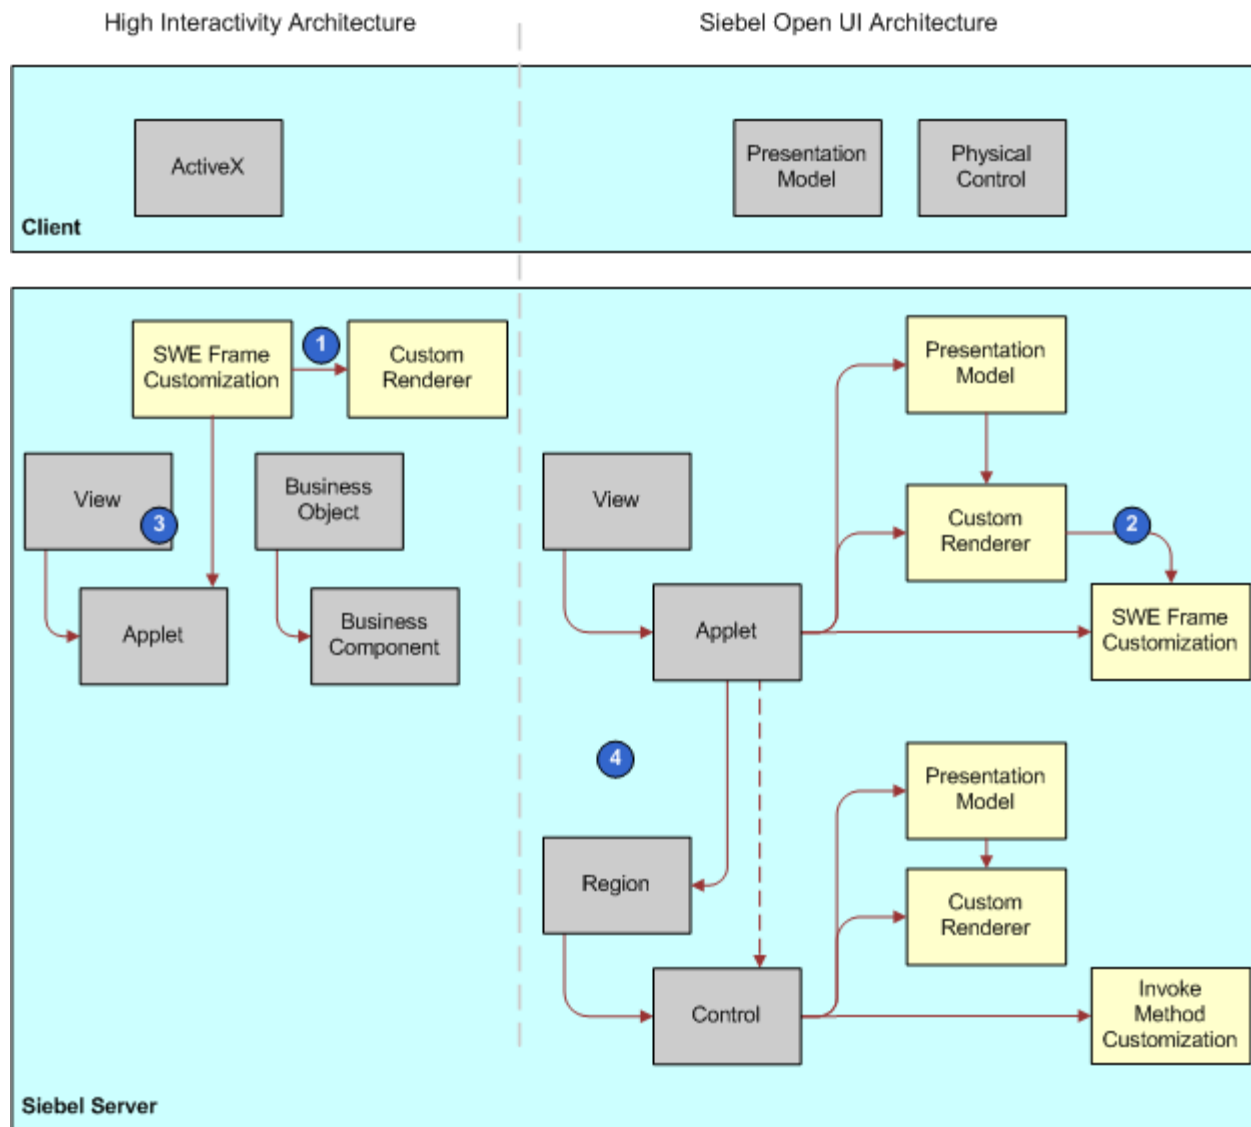 High Interactivity Architecture
Siebel Open UI Architecture
ActiveX
Presentation
Model
Physical
Control
Client
SWE Frame
Customization
1
Custom
Renderer
Presentation
Model
View
3
Business
Object
View
Custom
Renderer
2
Applet
Business
Component
Applet
SWE Frame
Customization
4
Presentation
Model
Region
Custom
Renderer
Control
Invoke
Method
Customization
Siebel Server